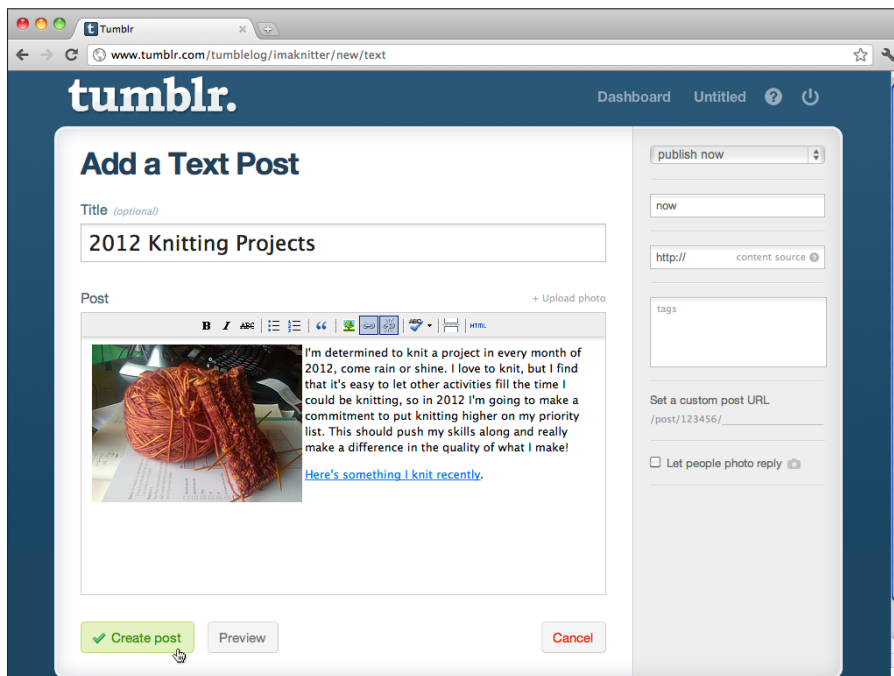 Tumblr
www.tumblr.com/tumblelog/imaknitter/new/text
tumblr.
Dashboard Untitled ?
Add a Text Post
publish now
Title (optional)
now
2012 Knitting Projects
http:// content source ?
Post + Upload photo
tags
B I ABC ABC HTML
I'm determined to knit a project in every month of
2012, come rain or shine. I love to knit, but I find
that it's easy to let other activities fill the time I
could be knitting, so in 2012 I'm going to make a
commitment to put knitting higher on my priority
list. This should push my skills along and really
make a difference in the quality of what I make!
Here's something I knit recently.
Set a custom post URL
/post/123456/
Let people photo reply
Create post Preview Cancel